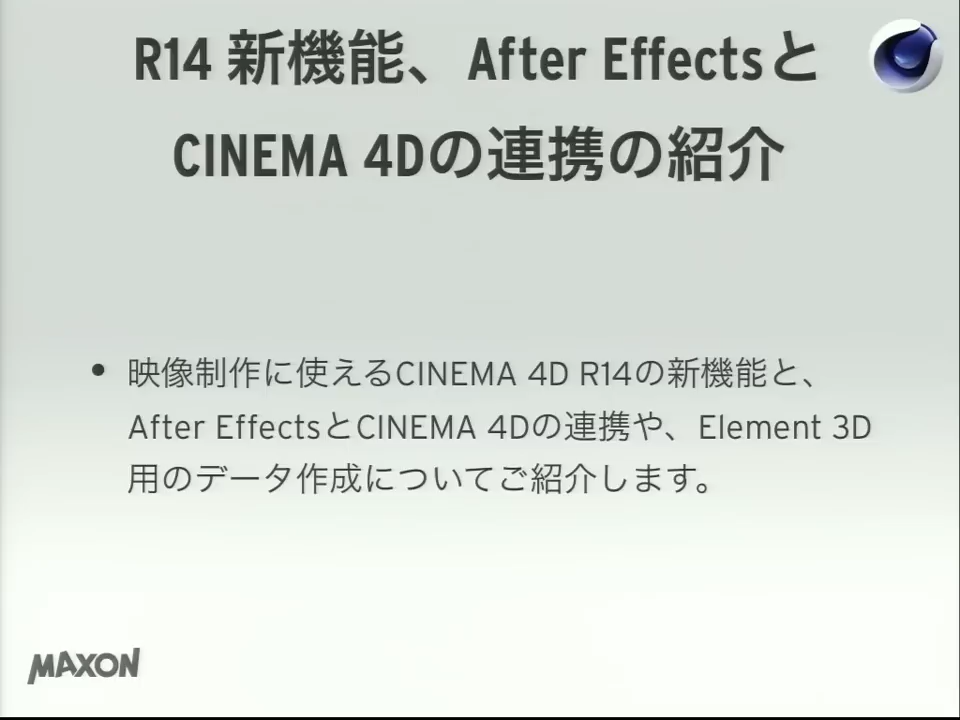 R14 新機能、After Effectsと
CINEMA 4Dの連携の紹介
• 映像制作に使えるCINEMA 4D R14の新機能と、
After EffectsとCINEMA 4Dの連携や、Element 3D
用のデータ作成についてご紹介します。
MAXON